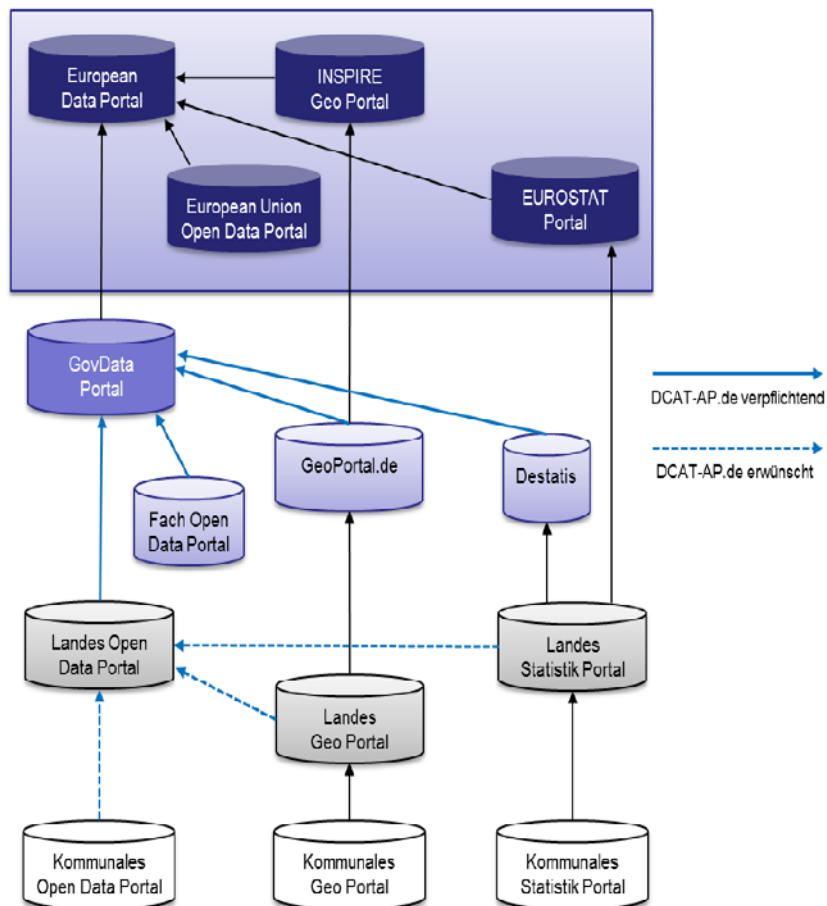 European
Data Portal
INSPIRE
Geo Portal
European Union
Open Data Portal
EUROSTAT
Portal
GovData
Portal
DCAT-AP.de verpflichtend
GeoPortal.de
Destatis
DCAT-AP.de erwünscht
Fach Open
Data Portal
Landes Open
Data Portal
Landes
Statistik Portal
Landes
Geo Portal
Kommunales
Open Data Portal
Kommunales
Geo Portal
Kommunales
Statistik Portal